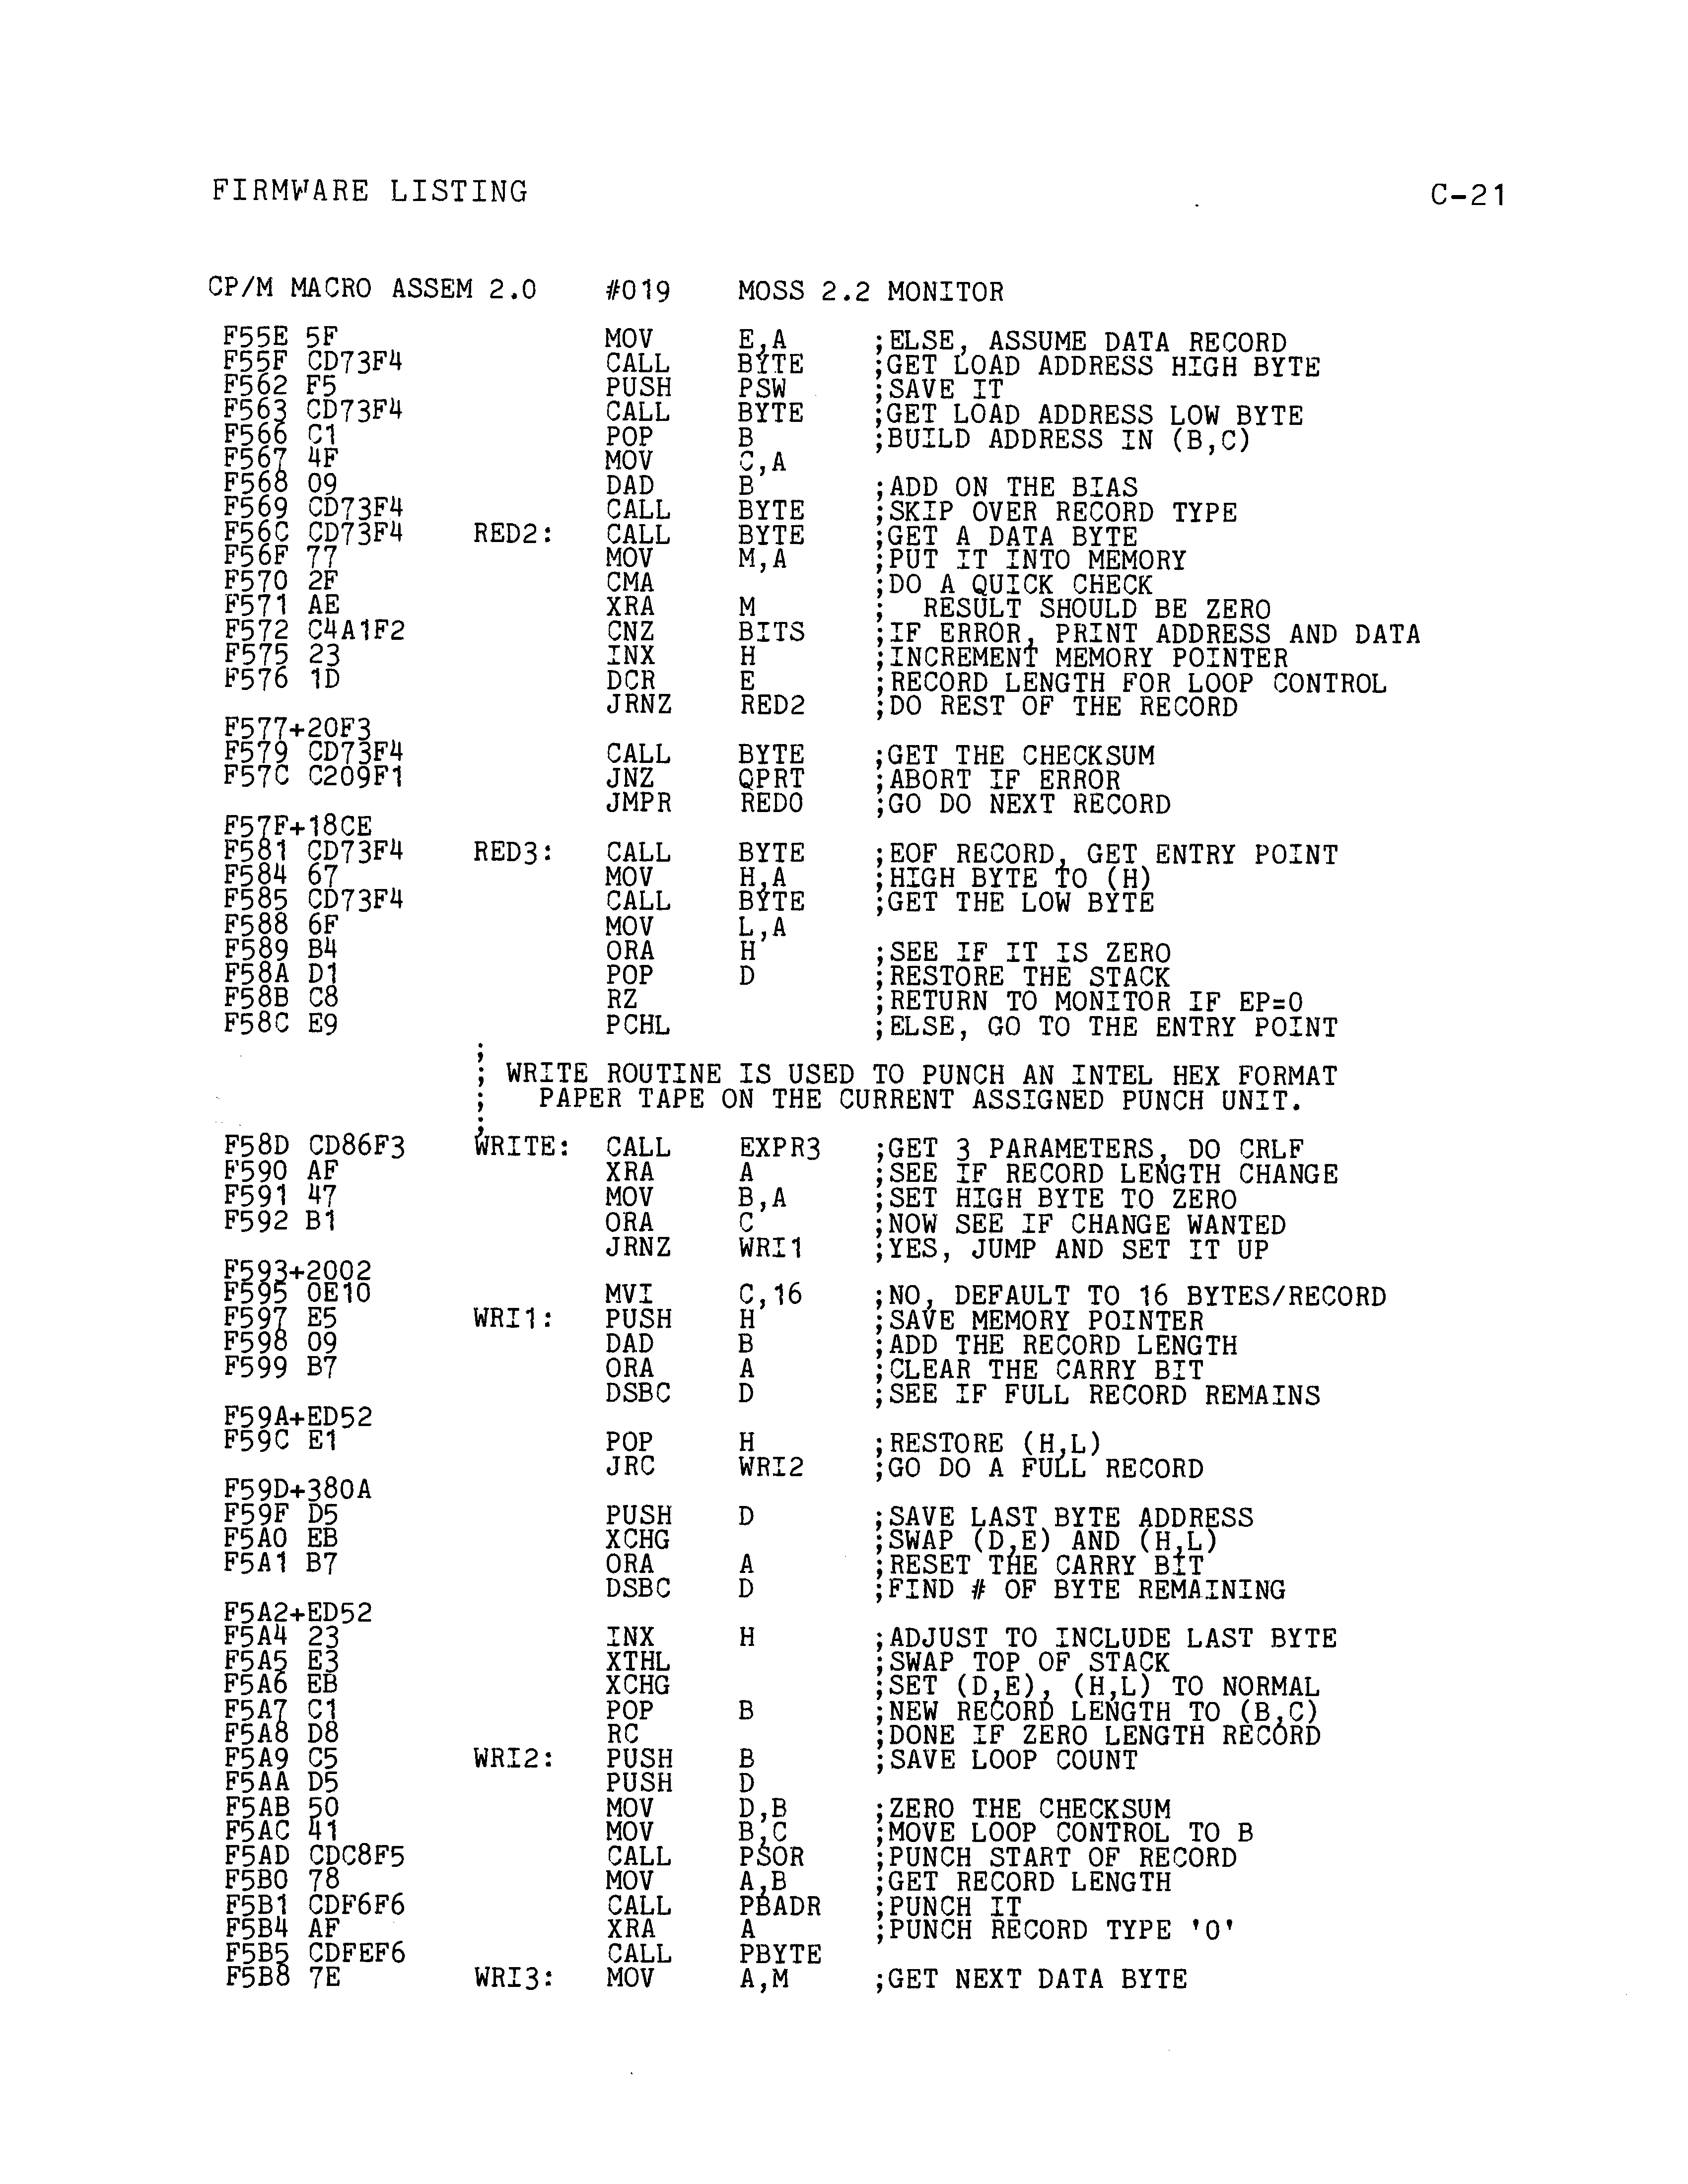 FIRMWARE LISTING C-21
CP/M MACRO ASSEM 2.0 #019 MOSS 2.2 MONITOR
F55E 5F MOV E,A ;ELSE, ASSUME DATA RECORD
F55F CD73F4 CALL BYTE ;GET LOAD ADDRESS HIGH BYTE
F562 F5 PUSH PSW ;SAVE IT
F563 CD73F4 CALL BYTE ;GET LOAD ADDRESS LOW BYTE
F566 C1 POP B ;BUILD ADDRESS IN (B,C)
F567 4F MOV C,A
F568 09 DAD B ;ADD ON THE BIAS
F569 CD73F4 CALL BYTE ;SKIP OVER RECORD TYPE
F56C CD73F4 RED2: CALL BYTE ;GET A DATA BYTE
F56F 77 MOV M,A ;PUT IT INTO MEMORY
F570 2F CMA ;DO A QUICK CHECK
F571 AE XRA M ; RESULT SHOULD BE ZERO
F572 C4A1F2 CNZ BITS ;IF ERROR, PRINT ADDRESS AND DATA
F575 23 INX H ;INCREMENT MEMORY POINTER
F576 1D DCR E ;RECORD LENGTH FOR LOOP CONTROL
JRNZ RED2 ;DO REST OF THE RECORD
F577+20F3
F579 CD73F4 CALL BYTE ;GET THE CHECKSUM
F57C C209F1 JNZ QPRT ;ABORT IF ERROR
JMPR RED0 ;GO DO NEXT RECORD
F57F+18CE
F581 CD73F4 RED3: CALL BYTE ;EOF RECORD, GET ENTRY POINT
F584 67 MOV H,A ;HIGH BYTE TO (H)
F585 CD73F4 CALL BYTE ;GET THE LOW BYTE
F588 6F MOV L,A
F589 B4 ORA H ;SEE IF IT IS ZERO
F58A D1 POP D ;RESTORE THE STACK
F58B C8 RZ ;RETURN TO MONITOR IF EP=0
F58C E9 PCHL ;ELSE, GO TO THE ENTRY POINT
;
; WRITE ROUTINE IS USED TO PUNCH AN INTEL HEX FORMAT
; PAPER TAPE ON THE CURRENT ASSIGNED PUNCH UNIT.
;
F58D CD86F3 WRITE: CALL EXPR3 ;GET 3 PARAMETERS, DO CRLF
F590 AF XRA A ;SEE IF RECORD LENGTH CHANGE
F591 47 MOV B,A ;SET HIGH BYTE TO ZERO
F592 B1 ORA C ;NOW SEE IF CHANGE WANTED
JRNZ WRI1 ;YES, JUMP AND SET IT UP
F593+2002
F595 0E10 MVI C,16 ;NO, DEFAULT TO 16 BYTES/RECORD
F597 E5 WRI1: PUSH H ;SAVE MEMORY POINTER
F598 09 DAD B ;ADD THE RECORD LENGTH
F599 B7 ORA A ;CLEAR THE CARRY BIT
DSBC D ;SEE IF FULL RECORD REMAINS
F59A+ED52
F59C E1 POP H ;RESTORE (H,L)
JRC WRI2 ;GO DO A FULL RECORD
F59D+380A
F59F D5 PUSH D ;SAVE LAST BYTE ADDRESS
F5A0 EB XCHG ;SWAP (D,E) AND (H,L)
F5A1 B7 ORA A ;RESET THE CARRY BIT
DSBC D ;FIND # OF BYTE REMAINING
F5A2+ED52
F5A4 23 INX H ;ADJUST TO INCLUDE LAST BYTE
F5A5 E3 XTHL ;SWAP TOP OF STACK
F5A6 EB XCHG ;SET (D,E), (H,L) TO NORMAL
F5A7 C1 POP B ;NEW RECORD LENGTH TO (B,C)
F5A8 D8 RC ;DONE IF ZERO LENGTH RECORD
F5A9 C5 WRI2: PUSH B ;SAVE LOOP COUNT
F5AA D5 PUSH D
F5AB 50 MOV D,B ;ZERO THE CHECKSUM
F5AC 41 MOV B,C ;MOVE LOOP CONTROL TO B
F5AD CDC8F5 CALL PSOR ;PUNCH START OF RECORD
F5B0 78 MOV A,B ;GET RECORD LENGTH
F5B1 CDF6F6 CALL PBADR ;PUNCH IT
F5B4 AF XRA A ;PUNCH RECORD TYPE '0'
F5B5 CDFEF6 CALL PBYTE
F5B8 7E WRI3: MOV A,M ;GET NEXT DATA BYTE